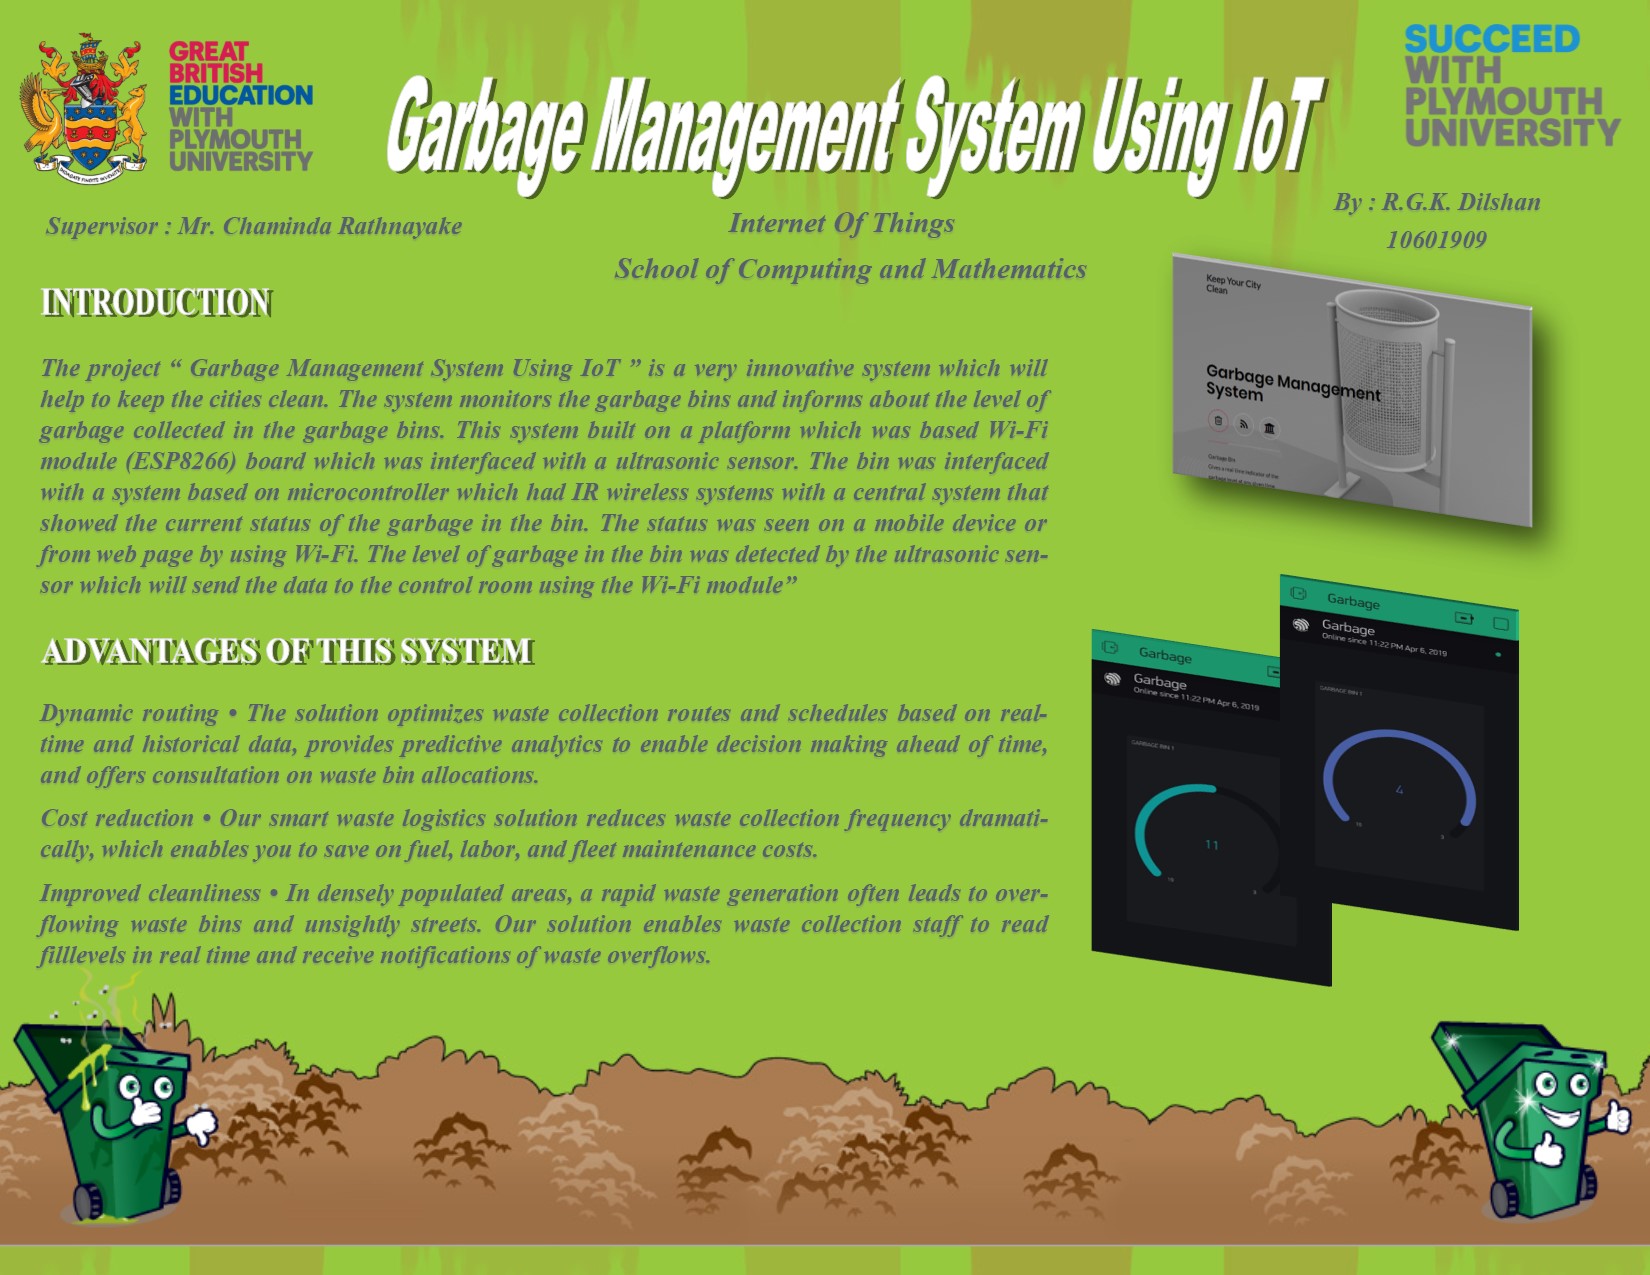 GREAT
BRITISH
EDUCATION
WITH
PLYMOUTH
UNIVERSITY
Garbage Management System Using IoT
SUCCEED
WITH
PLYMOUTH
UNIVERSITY
Supervisor : Mr. Chaminda Rathnayake
Internet Of Things
School of Computing and Mathematics
By : R.G.K. Dilshan
10601909
INTRODUCTION
The project “ Garbage Management System Using IoT ” is a very innovative system which will
help to keep the cities clean. The system monitors the garbage bins and informs about the level of
garbage collected in the garbage bins. This system built on a platform which was based Wi-Fi
module (ESP8266) board which was interfaced with a ultrasonic sensor. The bin was interfaced
with a system based on microcontroller which had IR wireless systems with a central system that
showed the current status of the garbage in the bin. The status was seen on a mobile device or
from web page by using Wi-Fi. The level of garbage in the bin was detected by the ultrasonic sen-
sor which will send the data to the control room using the Wi-Fi module”
ADVANTAGES OF THIS SYSTEM
Dynamic routing • The solution optimizes waste collection routes and schedules based on real-
time and historical data, provides predictive analytics to enable decision making ahead of time,
and offers consultation on waste bin allocations.
Cost reduction • Our smart waste logistics solution reduces waste collection frequency dramati-
cally, which enables you to save on fuel, labor, and fleet maintenance costs.
Improved cleanliness • In densely populated areas, a rapid waste generation often leads to over-
flowing waste bins and unsightly streets. Our solution enables waste collection staff to read
filllevels in real time and receive notifications of waste overflows.
Keep Your City
Clean
Garbage Management
System
Garbage Bin
Gives a real time indicator of the
Garbage
Garbage
Online since 11:22 PM Apr 6, 2019
GARBAGE BIN 1
11
Garbage
Garbage
Online since 11:22 PM Apr 6, 2019
GARBAGE BIN 1
4